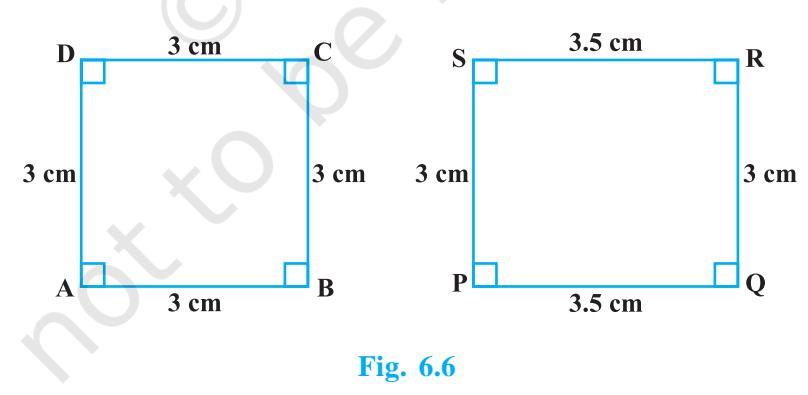 D 3 cm C
3 cm 3 cm
A 3 cm B
S 3.5 cm R
3 cm 3 cm
P 3.5 cm Q
Fig. 6.6
©
not to be